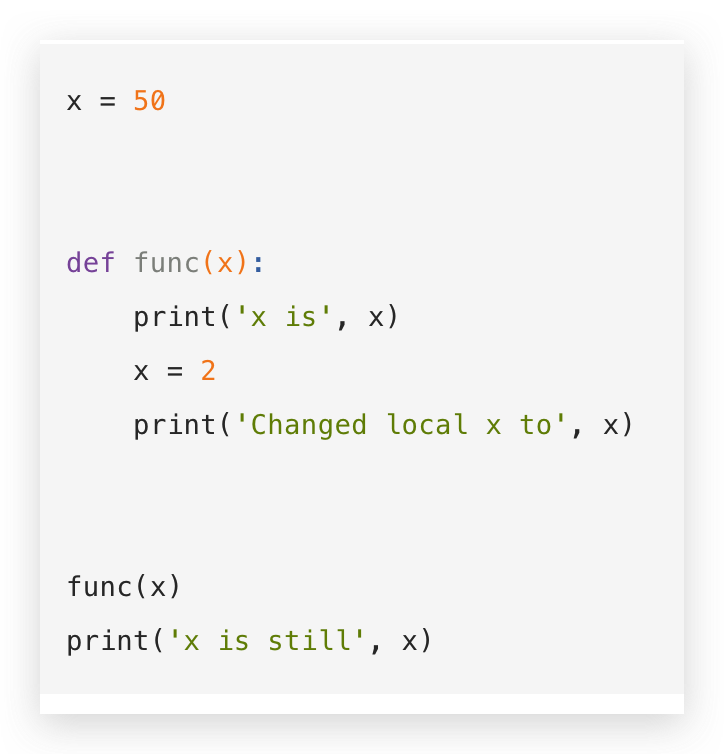 x = 50
def func(x):
    print('x is', x)
    x = 2
    print('Changed local x to', x)
func(x)
print('x is still', x)